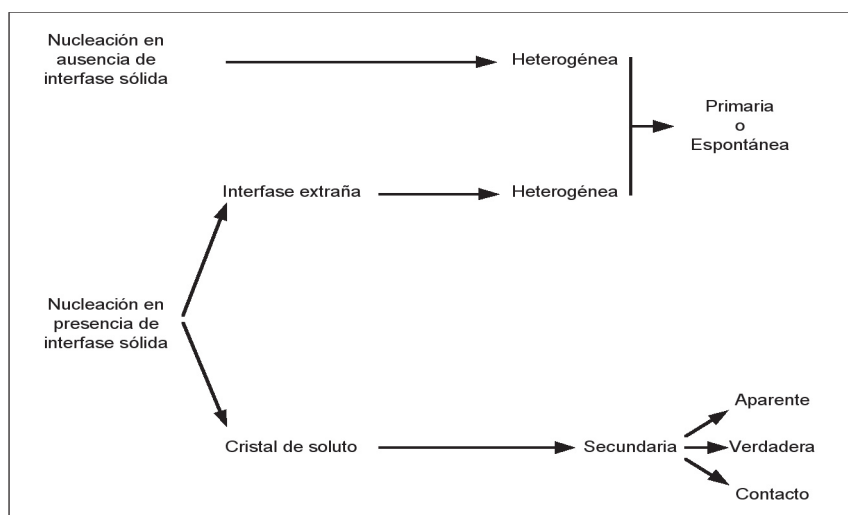 Nucleación en
ausencia de
interfase sólida
Heterogénea
Primaria
o
Espontánea
Interfase extraña
Heterogénea
Nucleación en
presencia de
interfase sólida
Cristal de soluto
Secundaria
Aparente
Verdadera
Contacto